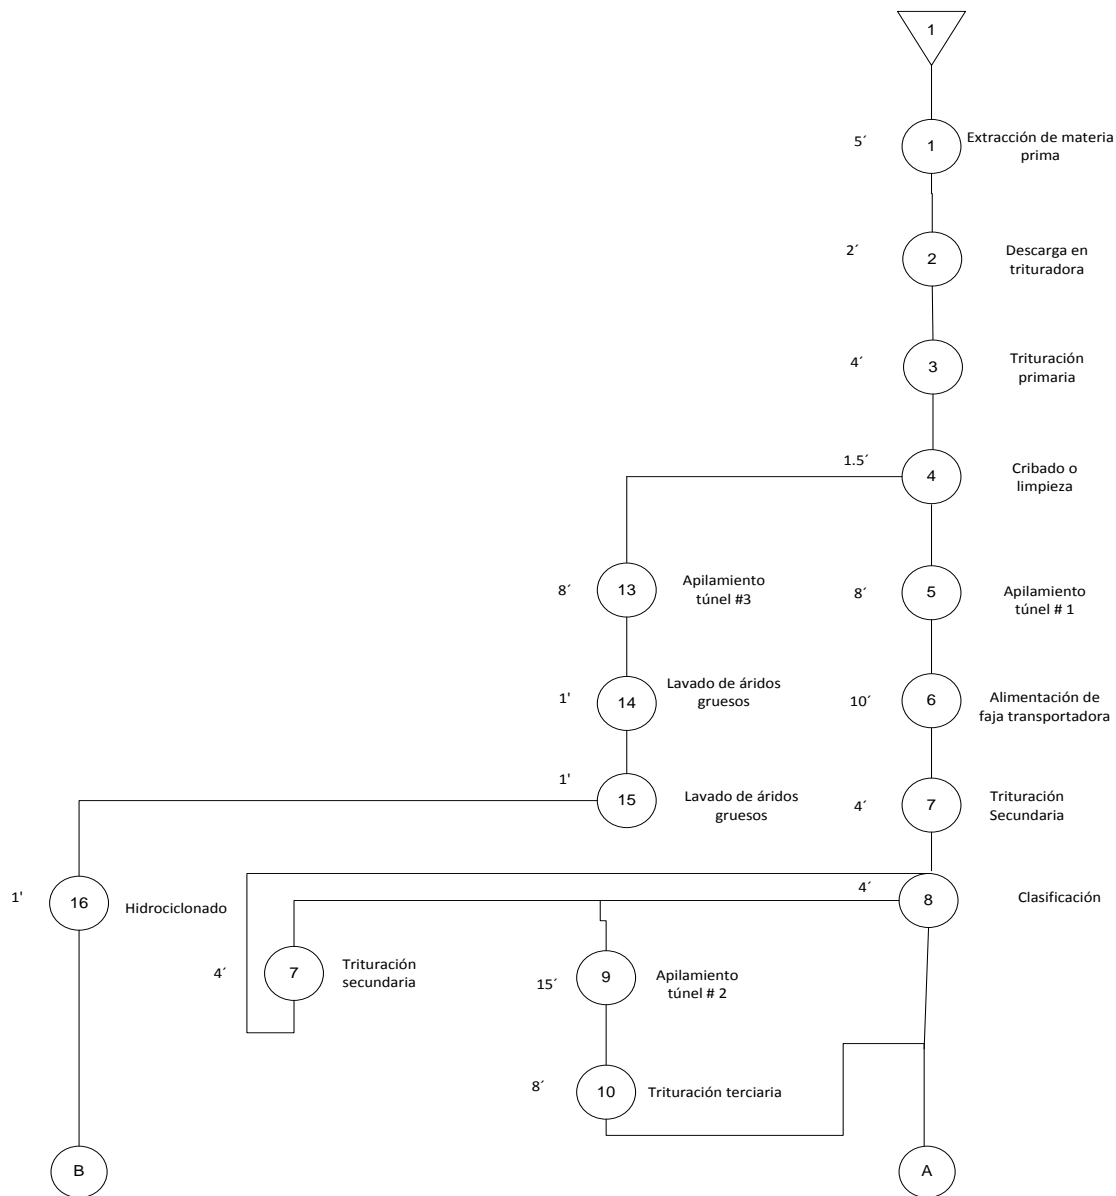 1
5´
1
Extracción de materia
prima
2´
2
Descarga en
trituradora
4´
3
Trituración
primaria
1.5´
4
Cribado o
limpieza
8´
13
Apilamiento
túnel #3
8´
5
Apilamiento
túnel # 1
1'
14
Lavado de áridos
gruesos
10´
6
Alimentación de
faja transportadora
1'
15
Lavado de áridos
gruesos
4´
7
Trituración
Secundaria
1'
16
Hidrociclonado
4´
8
Clasificación
4´
7
Trituración
secundaria
15´
9
Apilamiento
túnel # 2
8´
10
Trituración terciaria
B
A